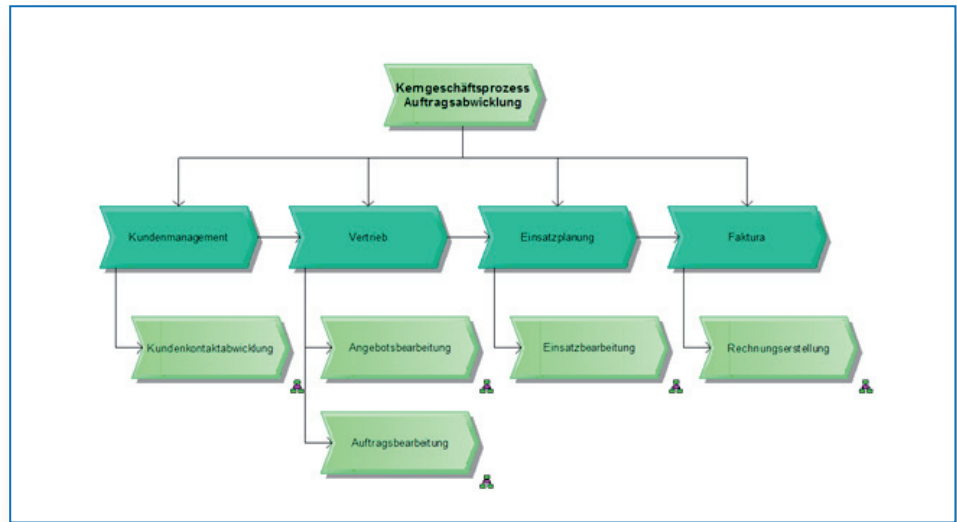 Kerngeschäftsprozess
Auftragsabwicklung
Kundenmanagement
Vertrieb
Einsatzplanung
Faktura
Kundenkontaktabwicklung
Angebotsbearbeitung
Einsatzbearbeitung
Rechnungserstellung
Auftragsbearbeitung